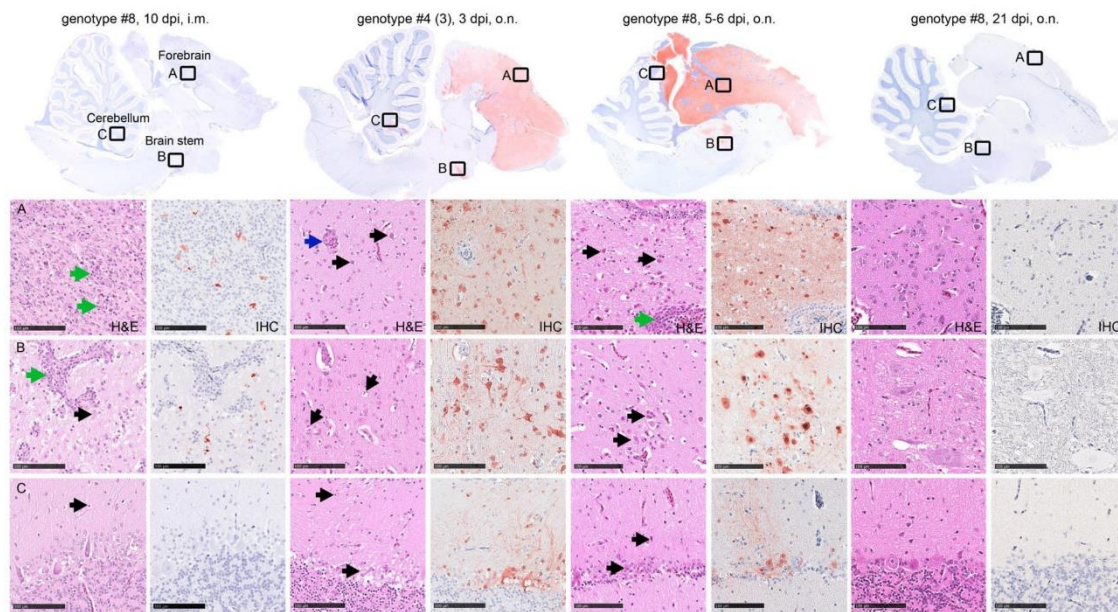 genotype #8, 10 dpi, i.m.
genotype #4 (3), 3 dpi, o.n.
genotype #8, 5-6 dpi, o.n.
genotype #8, 21 dpi, o.n.
Forebrain
A
Cerebellum
C
Brain stem
B
A
C
B
C
A
B
A
C
B
A
H&E
IHC
H&E
IHC
H&E
IHC
H&E
IHC
B
C